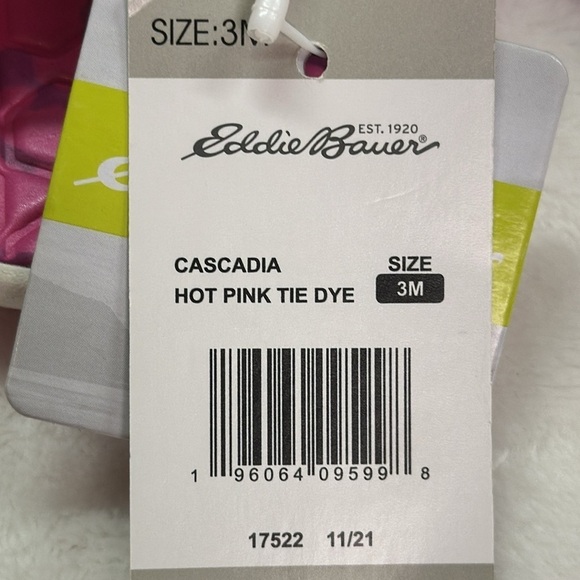 SIZE:3M
EST. 1920
Eddie Bauer®
CASCADIA SIZE
HOT PINK TIE DYE 3M
1 96064 09599 8
17522 11/21